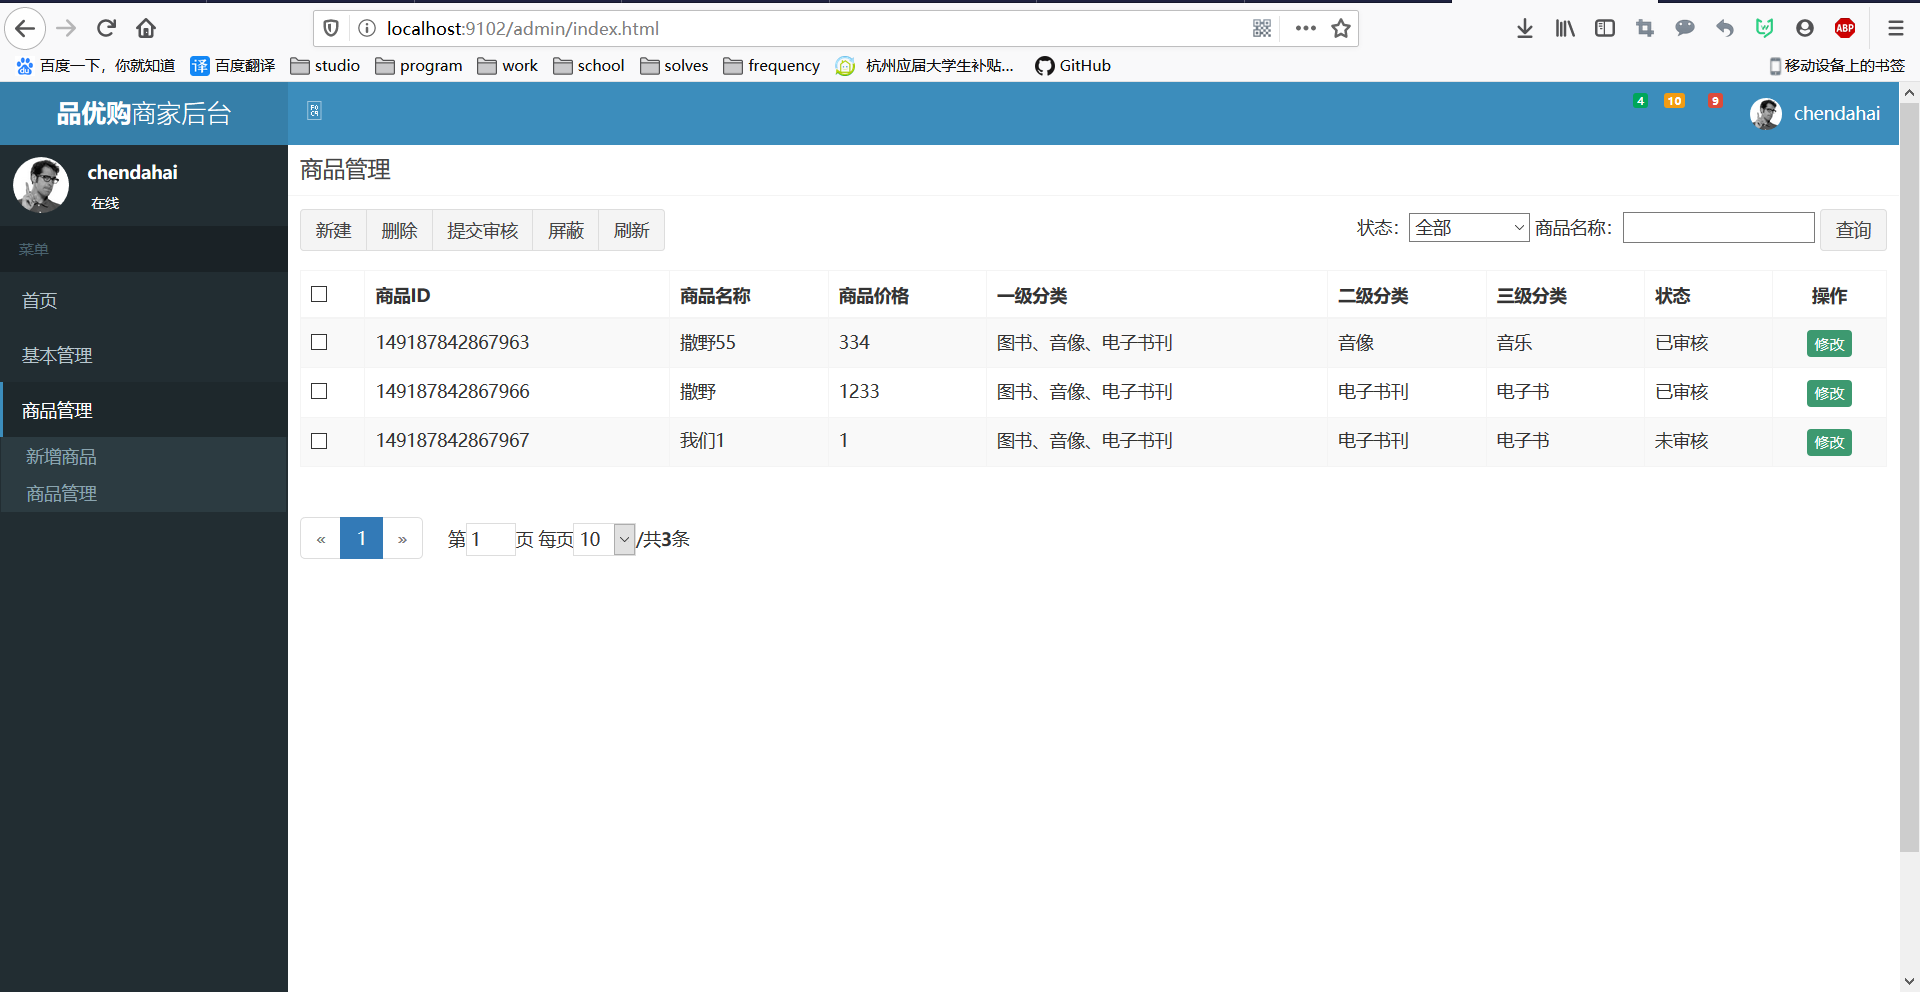 localhost:9102/admin/index.html
ABP
百度一下，你就知道 译 百度翻译 studio program work school solves frequency 杭州应届大学生补贴... GitHub 移动设备上的书签
品优购商家后台
4 10 9 chendahai
chendahai
在线
菜单
首页
基本管理
商品管理
新增商品
商品管理
商品管理
新建 删除 提交审核 屏蔽 刷新 状态： 全部 商品名称： 查询
商品ID 商品名称 商品价格 一级分类 二级分类 三级分类 状态 操作
149187842867963 撒野55 334 图书、音像、电子书刊 音像 音乐 已审核 修改
149187842867966 撒野 1233 图书、音像、电子书刊 电子书刊 电子书 已审核 修改
149187842867967 我们1 1 图书、音像、电子书刊 电子书刊 电子书 未审核 修改
« 1 » 第 1 页 每页 10 /共3条